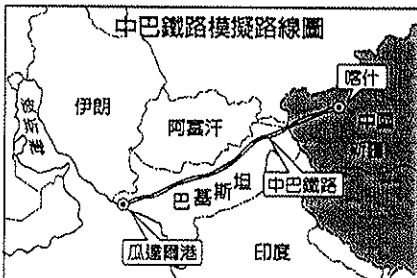 中巴鐵路模擬路線圖
喀什
伊朗
中國
波斯灣
阿富汗
新疆
中巴鐵路
巴基斯坦
瓜達爾港
印度